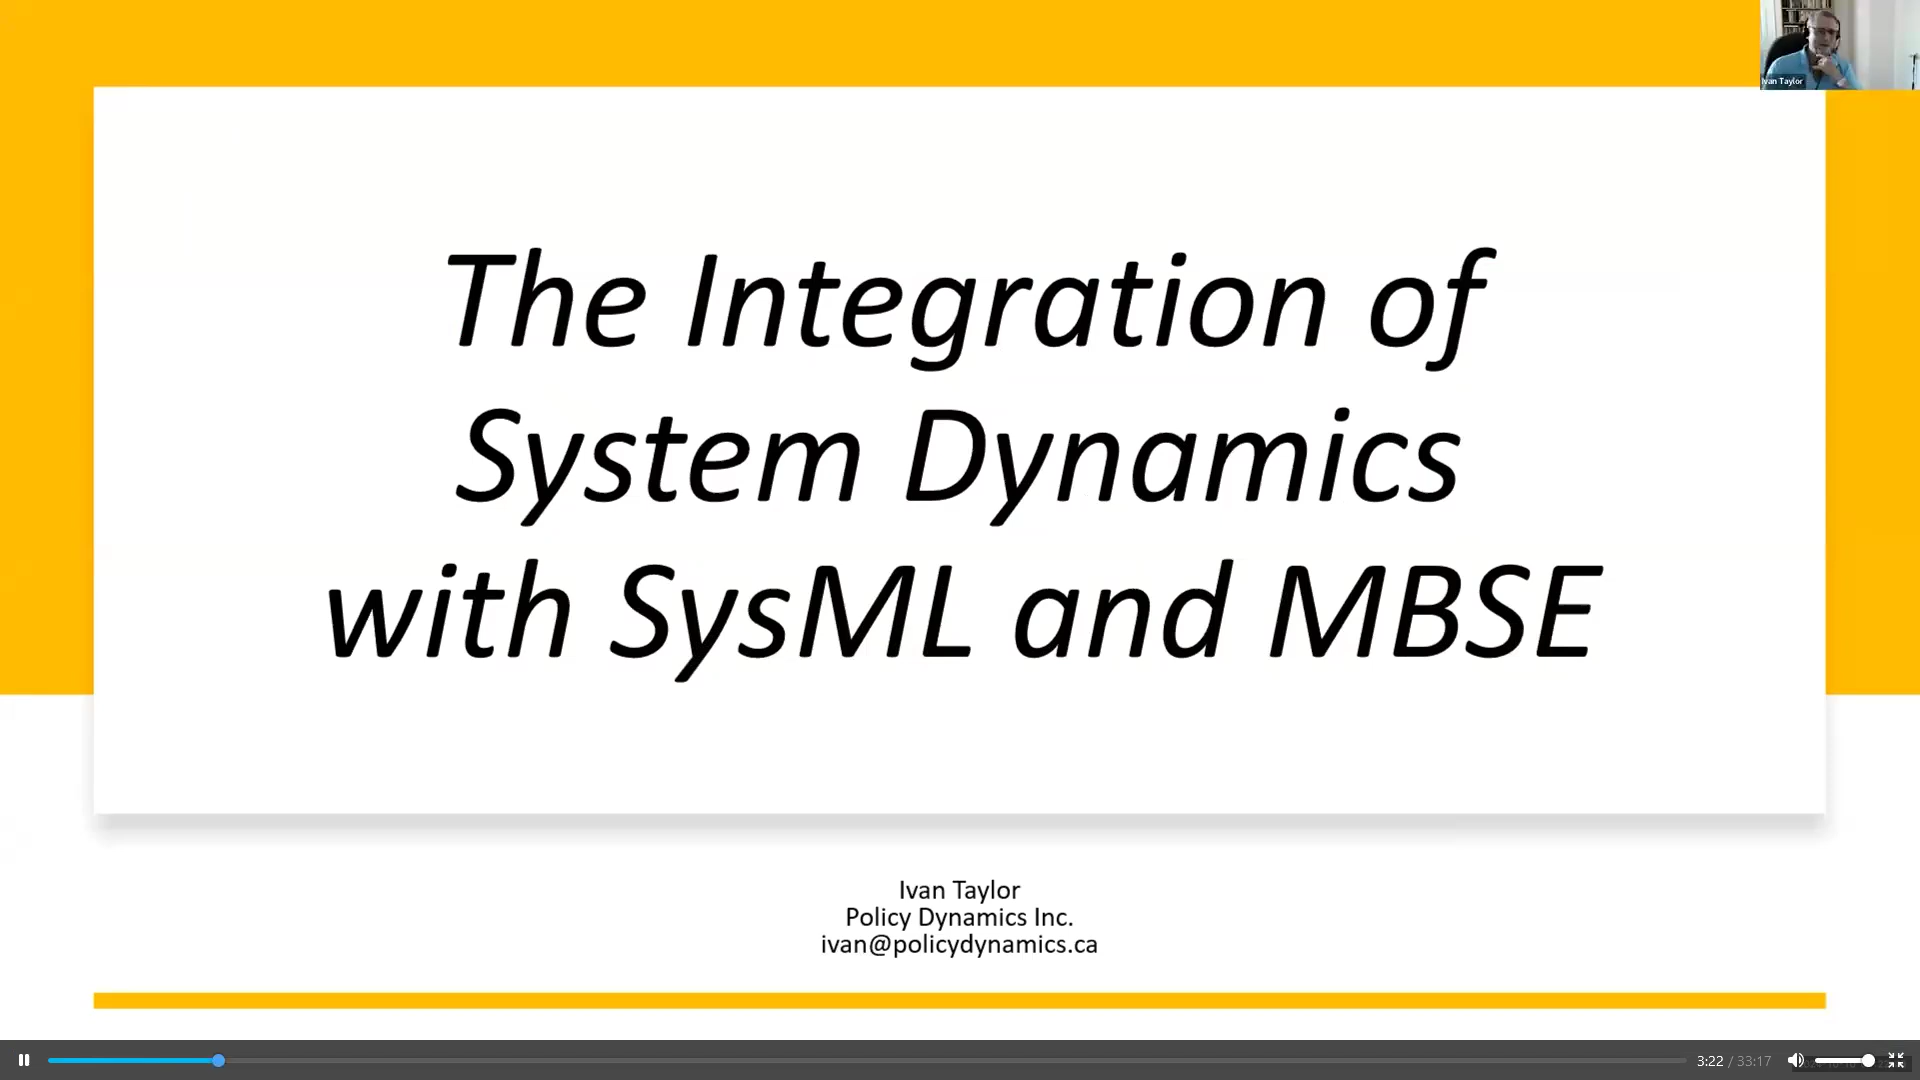 Ivan Taylor
The Integration of
System Dynamics
with SysML and MBSE
Ivan Taylor
Policy Dynamics Inc.
ivan@policydynamics.ca
3:22 / 33:17